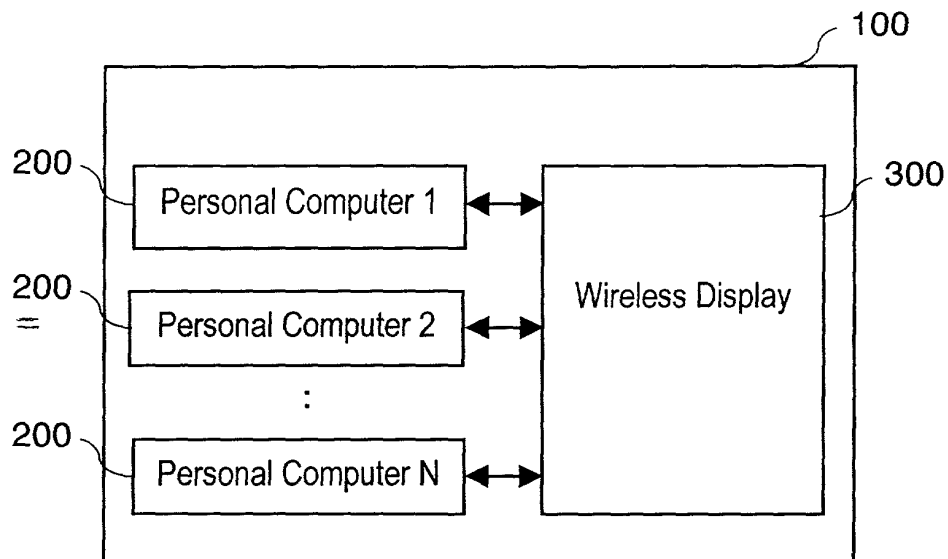 100
200
Personal Computer 1
300
Wireless Display
200
=
Personal Computer 2
:
200
Personal Computer N